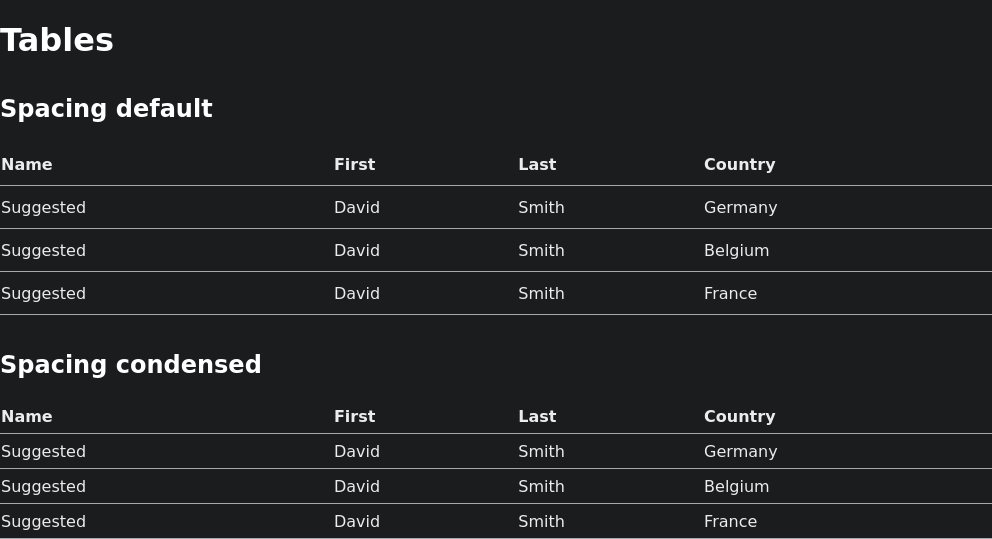 Tables
Spacing default
Name First Last Country
Suggested David Smith Germany
Suggested David Smith Belgium
Suggested David Smith France
Spacing condensed
Name First Last Country
Suggested David Smith Germany
Suggested David Smith Belgium
Suggested David Smith France